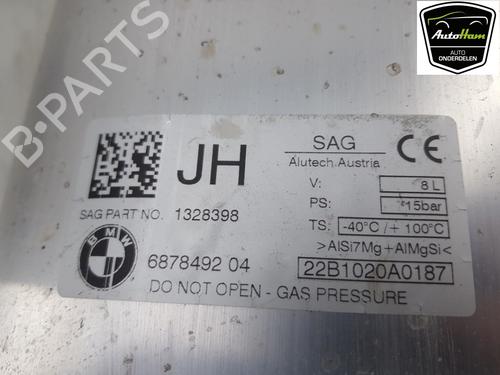 AutoHam
AUTO
ONDERDELEN
B-PARTS
JH
SAG
Alutech Austria
CE
V: 8 L
PS: 15bar
TS: -40°C / + 100°C
>AlSi7Mg+AlMgSi<
SAG PART NO. 1328398
BMW
6878492 04
22B1020A0187
DO NOT OPEN - GAS PRESSURE